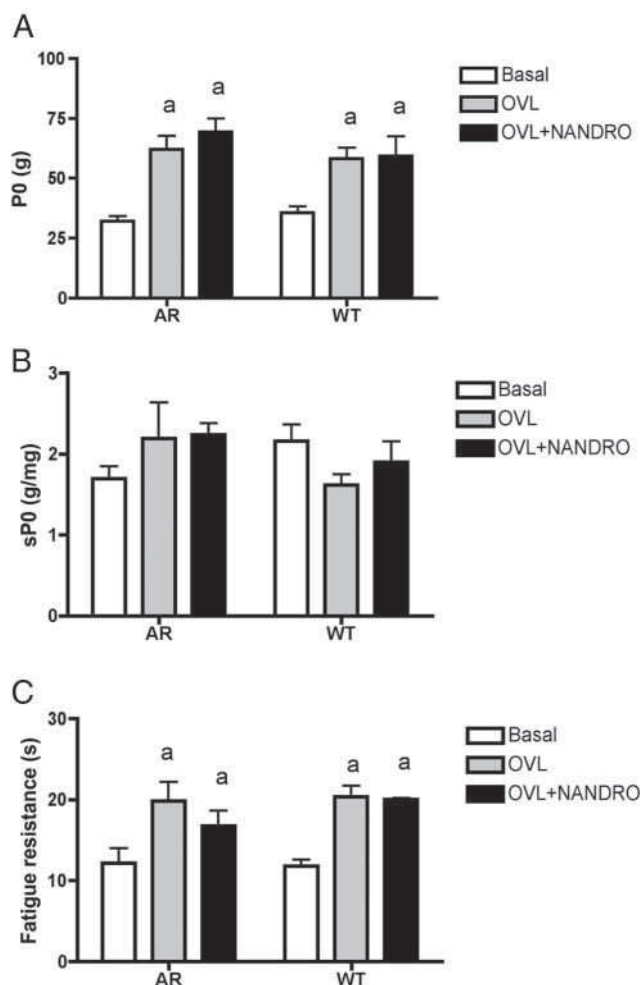 A
P0 (g)
100
75
50
25
0
a a a a
AR WT
Basal
OVL
OVL+NANDRO
B
sP0 (g/mg)
3
2
1
0
AR WT
Basal
OVL
OVL+NANDRO
C
Fatigue resistance (s)
30
20
10
0
a a a a
AR WT
Basal
OVL
OVL+NANDRO